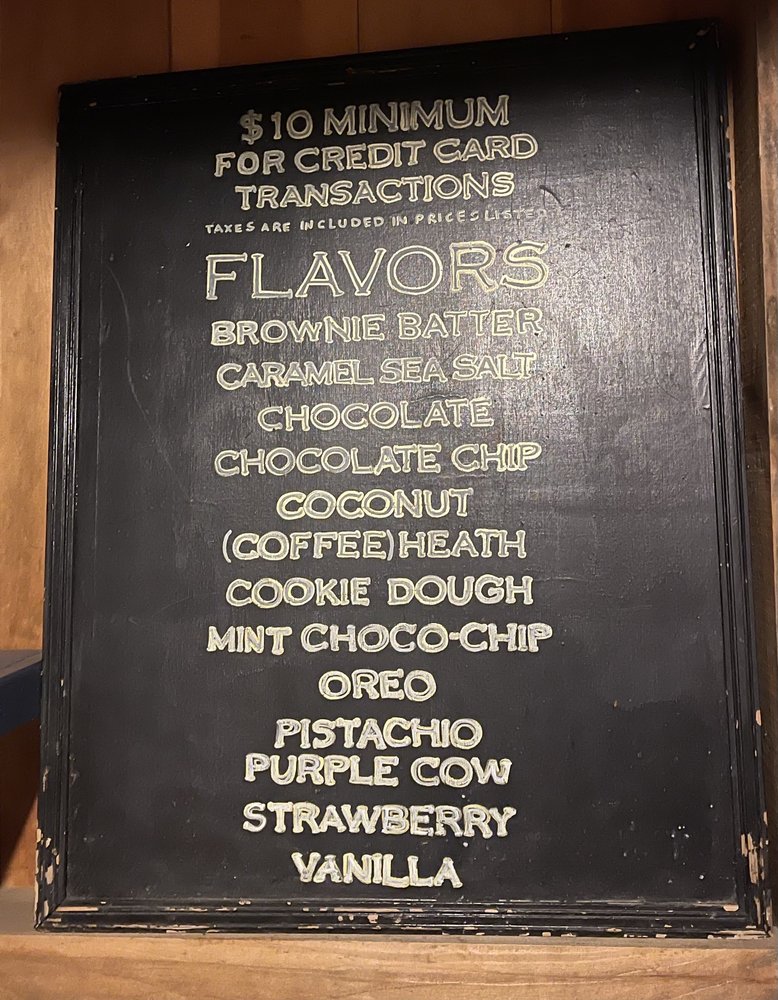 $10 MINIMUM
FOR CREDIT CARD
TRANSACTIONS
TAXES ARE INCLUDED IN PRICES LISTED
FLAVORS
BROWNIE BATTER
CARAMEL SEA SALT
CHOCOLATE
CHOCOLATE CHIP
COCONUT
(COFFEE) HEATH
COOKIE DOUGH
MINT CHOCO-CHIP
OREO
PISTACHIO
PURPLE COW
STRAWBERRY
VANILLA